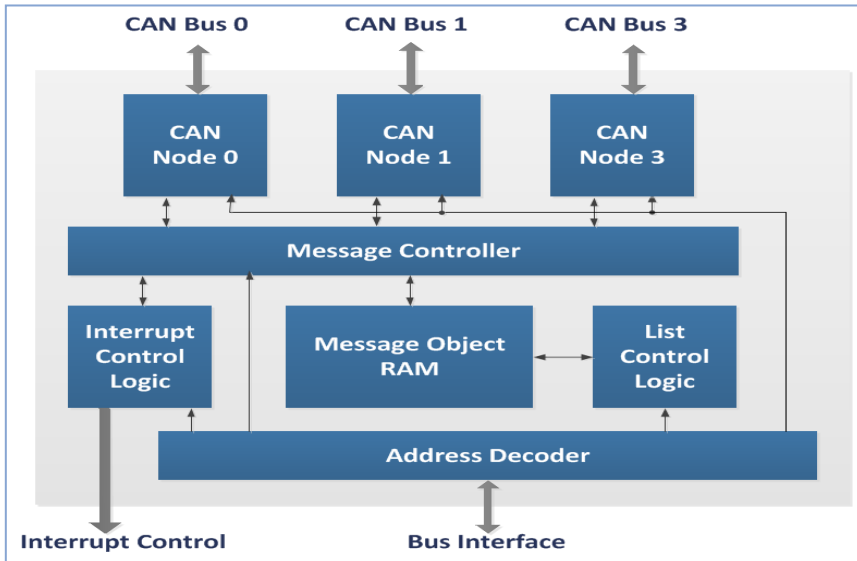 CAN Bus 0
CAN Bus 1
CAN Bus 3
CAN
Node 0
CAN
Node 1
CAN
Node 3
Message Controller
Interrupt
Control
Logic
Message Object
RAM
List
Control
Logic
Address Decoder
Interrupt Control
Bus Interface